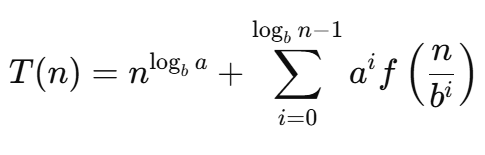 T(n) = n^{\log_b a} + \sum_{i=0}^{\log_b n-1} a^i f\left(\frac{n}{b^i}\right)